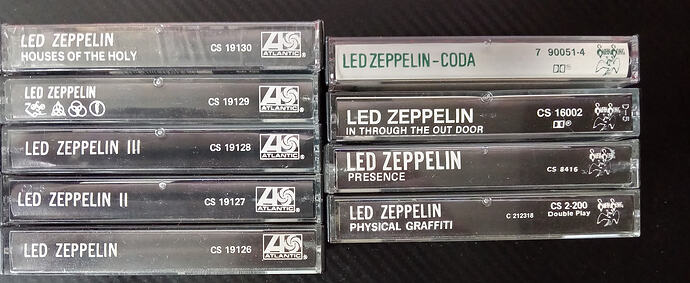 LED ZEPPELIN
HOUSES OF THE HOLY
CS 19130
ATLANTIC
LED ZEPPELIN
CS 19129
ATLANTIC
LED ZEPPELIN III
CS 19128
ATLANTIC
LED ZEPPELIN II
CS 19127
ATLANTIC
LED ZEPPELIN
CS 19126
ATLANTIC
LED ZEPPELIN-CODA
7 90051-4
LED ZEPPELIN
IN THROUGH THE OUT DOOR
CS 16002
D-5
LED ZEPPELIN
PRESENCE
CS 8416
LED ZEPPELIN
PHYSICAL GRAFFITI
C 212318
CS 2-200
Double Play